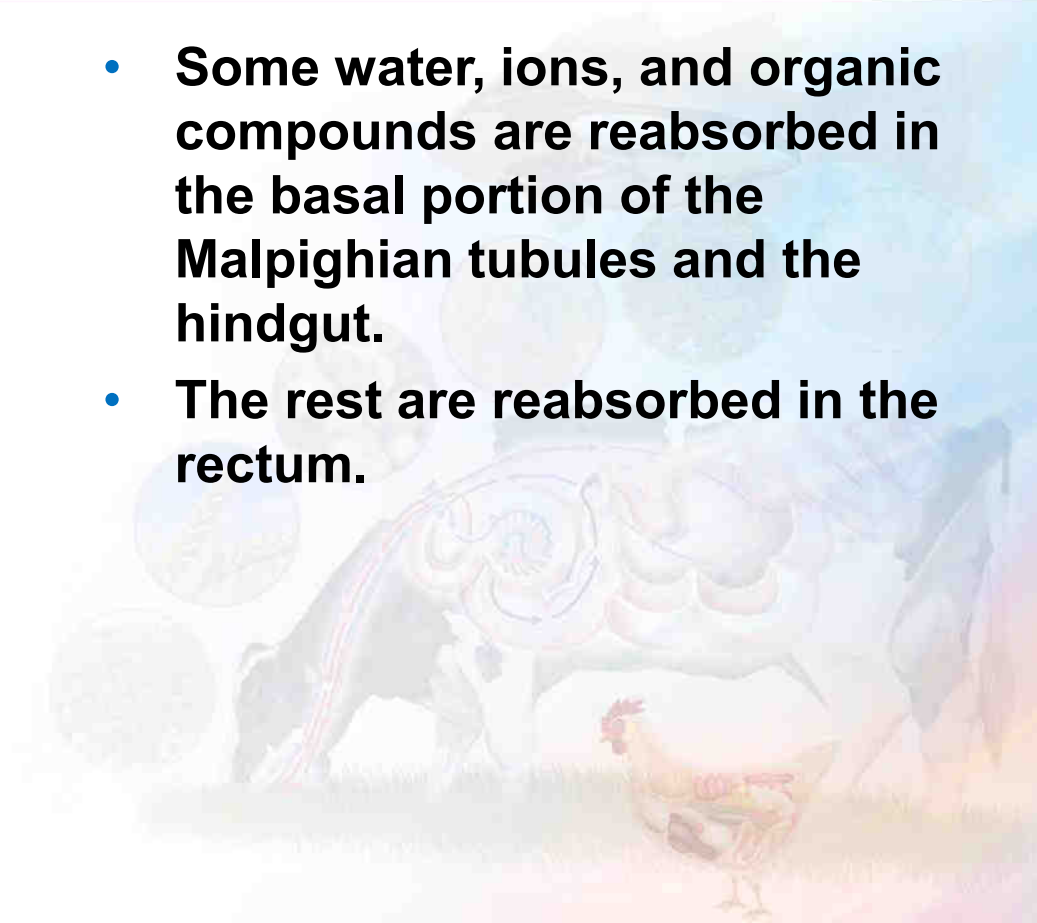 • Some water, ions, and organic
compounds are reabsorbed in
the basal portion of the
Malpighian tubules and the
hindgut.
• The rest are reabsorbed in the
rectum.